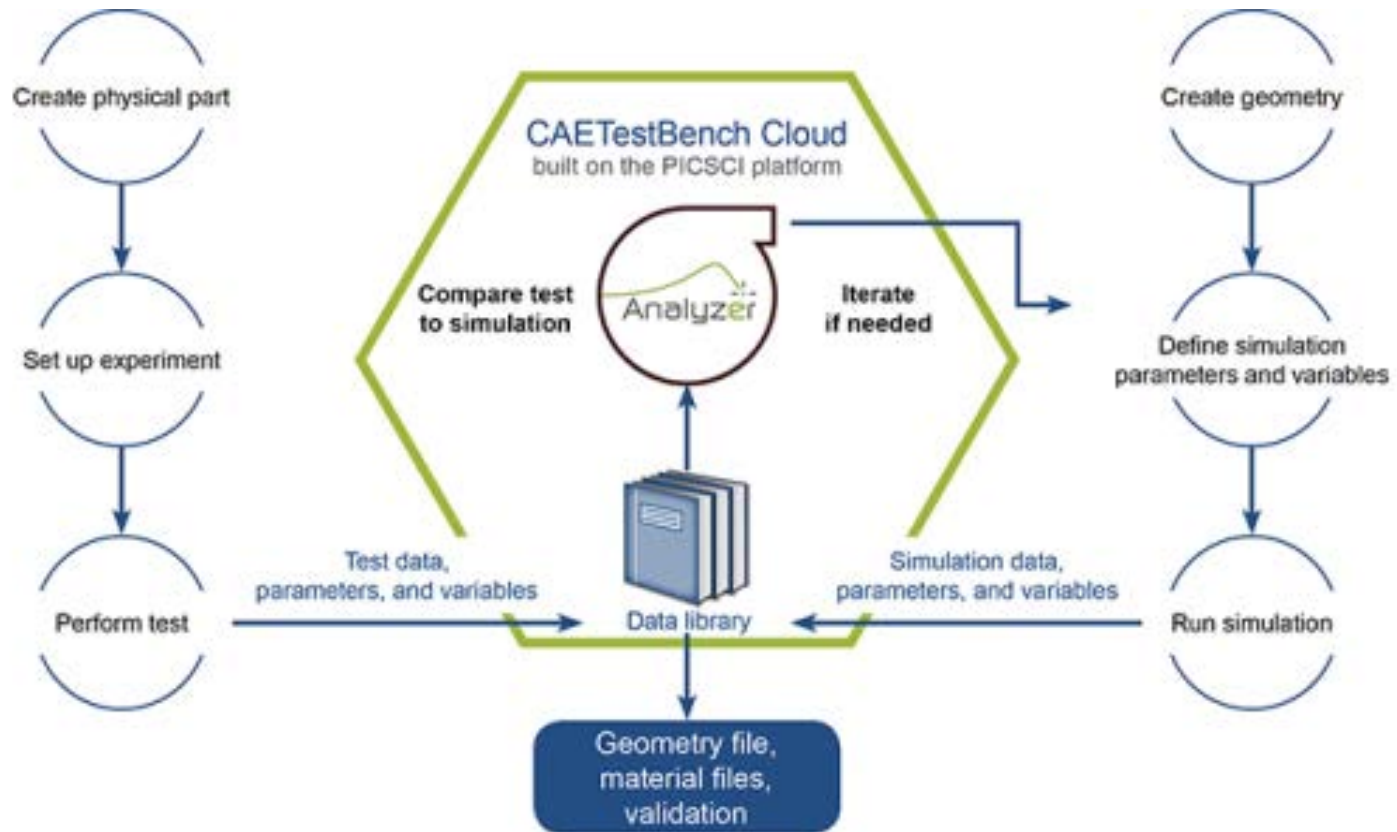 Create physical part
Set up experiment
Perform test
CAETestBench Cloud
built on the PICSCI platform
Compare test
to simulation
Analyzer
Iterate
if needed
Test data,
parameters, and variables
Data library
Simulation data,
parameters, and variables
Geometry file,
material files,
validation
Create geometry
Define simulation
parameters and variables
Run simulation